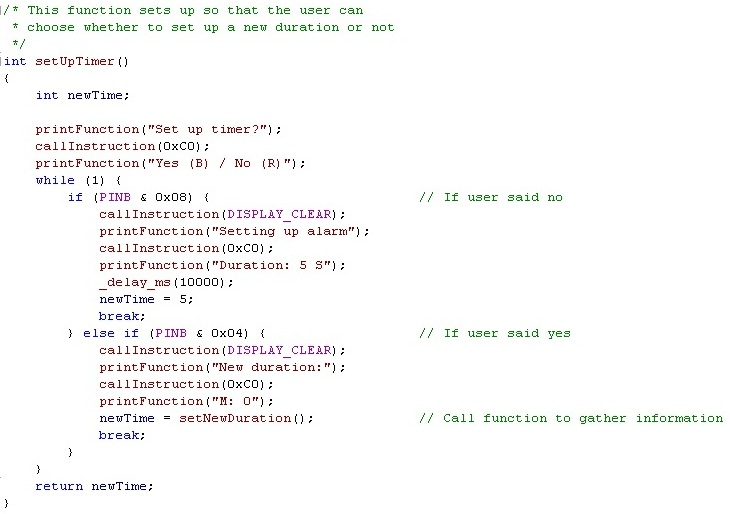 /* This function sets up so that the user can
 * choose whether to set up a new duration or not
 */
int setUpTimer()
{
    int newTime;

    printFunction("Set up timer?");
    callInstruction(0xC0);
    printFunction("Yes (B) / No (R)");
    while (1) {
        if (PINB & 0x08) {                          // If user said no
            callInstruction(DISPLAY_CLEAR);
            printFunction("Setting up alarm");
            callInstruction(0xC0);
            printFunction("Duration: 5 S");
            _delay_ms(10000);
            newTime = 5;
            break;
        } else if (PINB & 0x04) {                   // If user said yes
            callInstruction(DISPLAY_CLEAR);
            printFunction("New duration:");
            callInstruction(0xC0);
            printFunction("M: 0");
            newTime = setNewDuration();             // Call function to gather information
            break;
        }
    }
    return newTime;
}